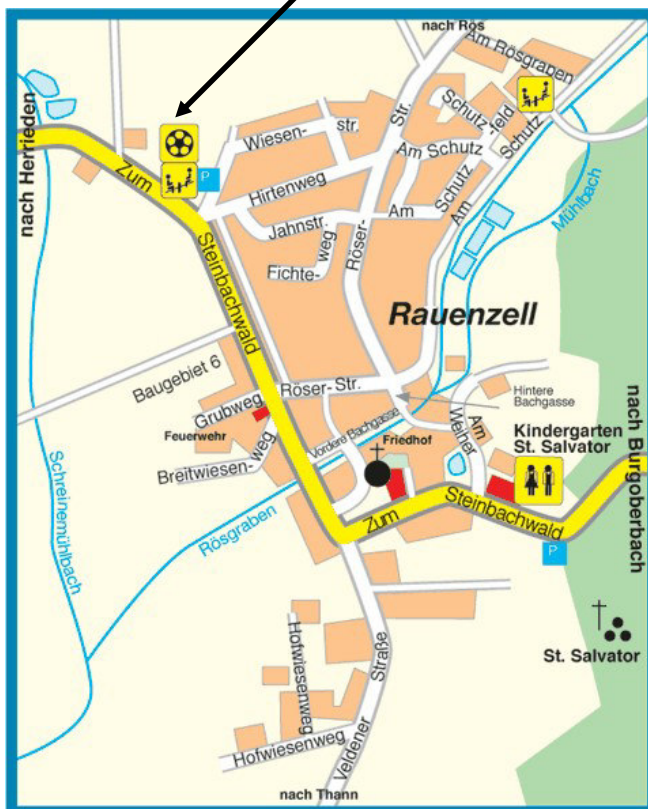 nach Rös
Am Rösgraben
nach Herrieden
Schutz-
feld
Schutz
Wiesen-
str.
Str.
Am Schutz
P
Zum
Hirtenweg
Schutz
Am
Mühlbach
Jahnstr.
Am
Fichte-
weg
Röser-
Steinbachwald
Rauenzell
Baugebiet 6
Röser-
Str.
Hintere
Bachgasse
Grubweg
Feuerwehr
Vordere Bachgasse
Am
Weiher
nach Burgoberbach
Friedhof
Kindergarten
St. Salvator
Breitwiesen-
weg
Schreinemühlbach
Rösgraben
Zum
Steinbachwald
P
St. Salvator
Hofwiesenweg
Straße
Veldener
Hofwiesenweg
nach Thann